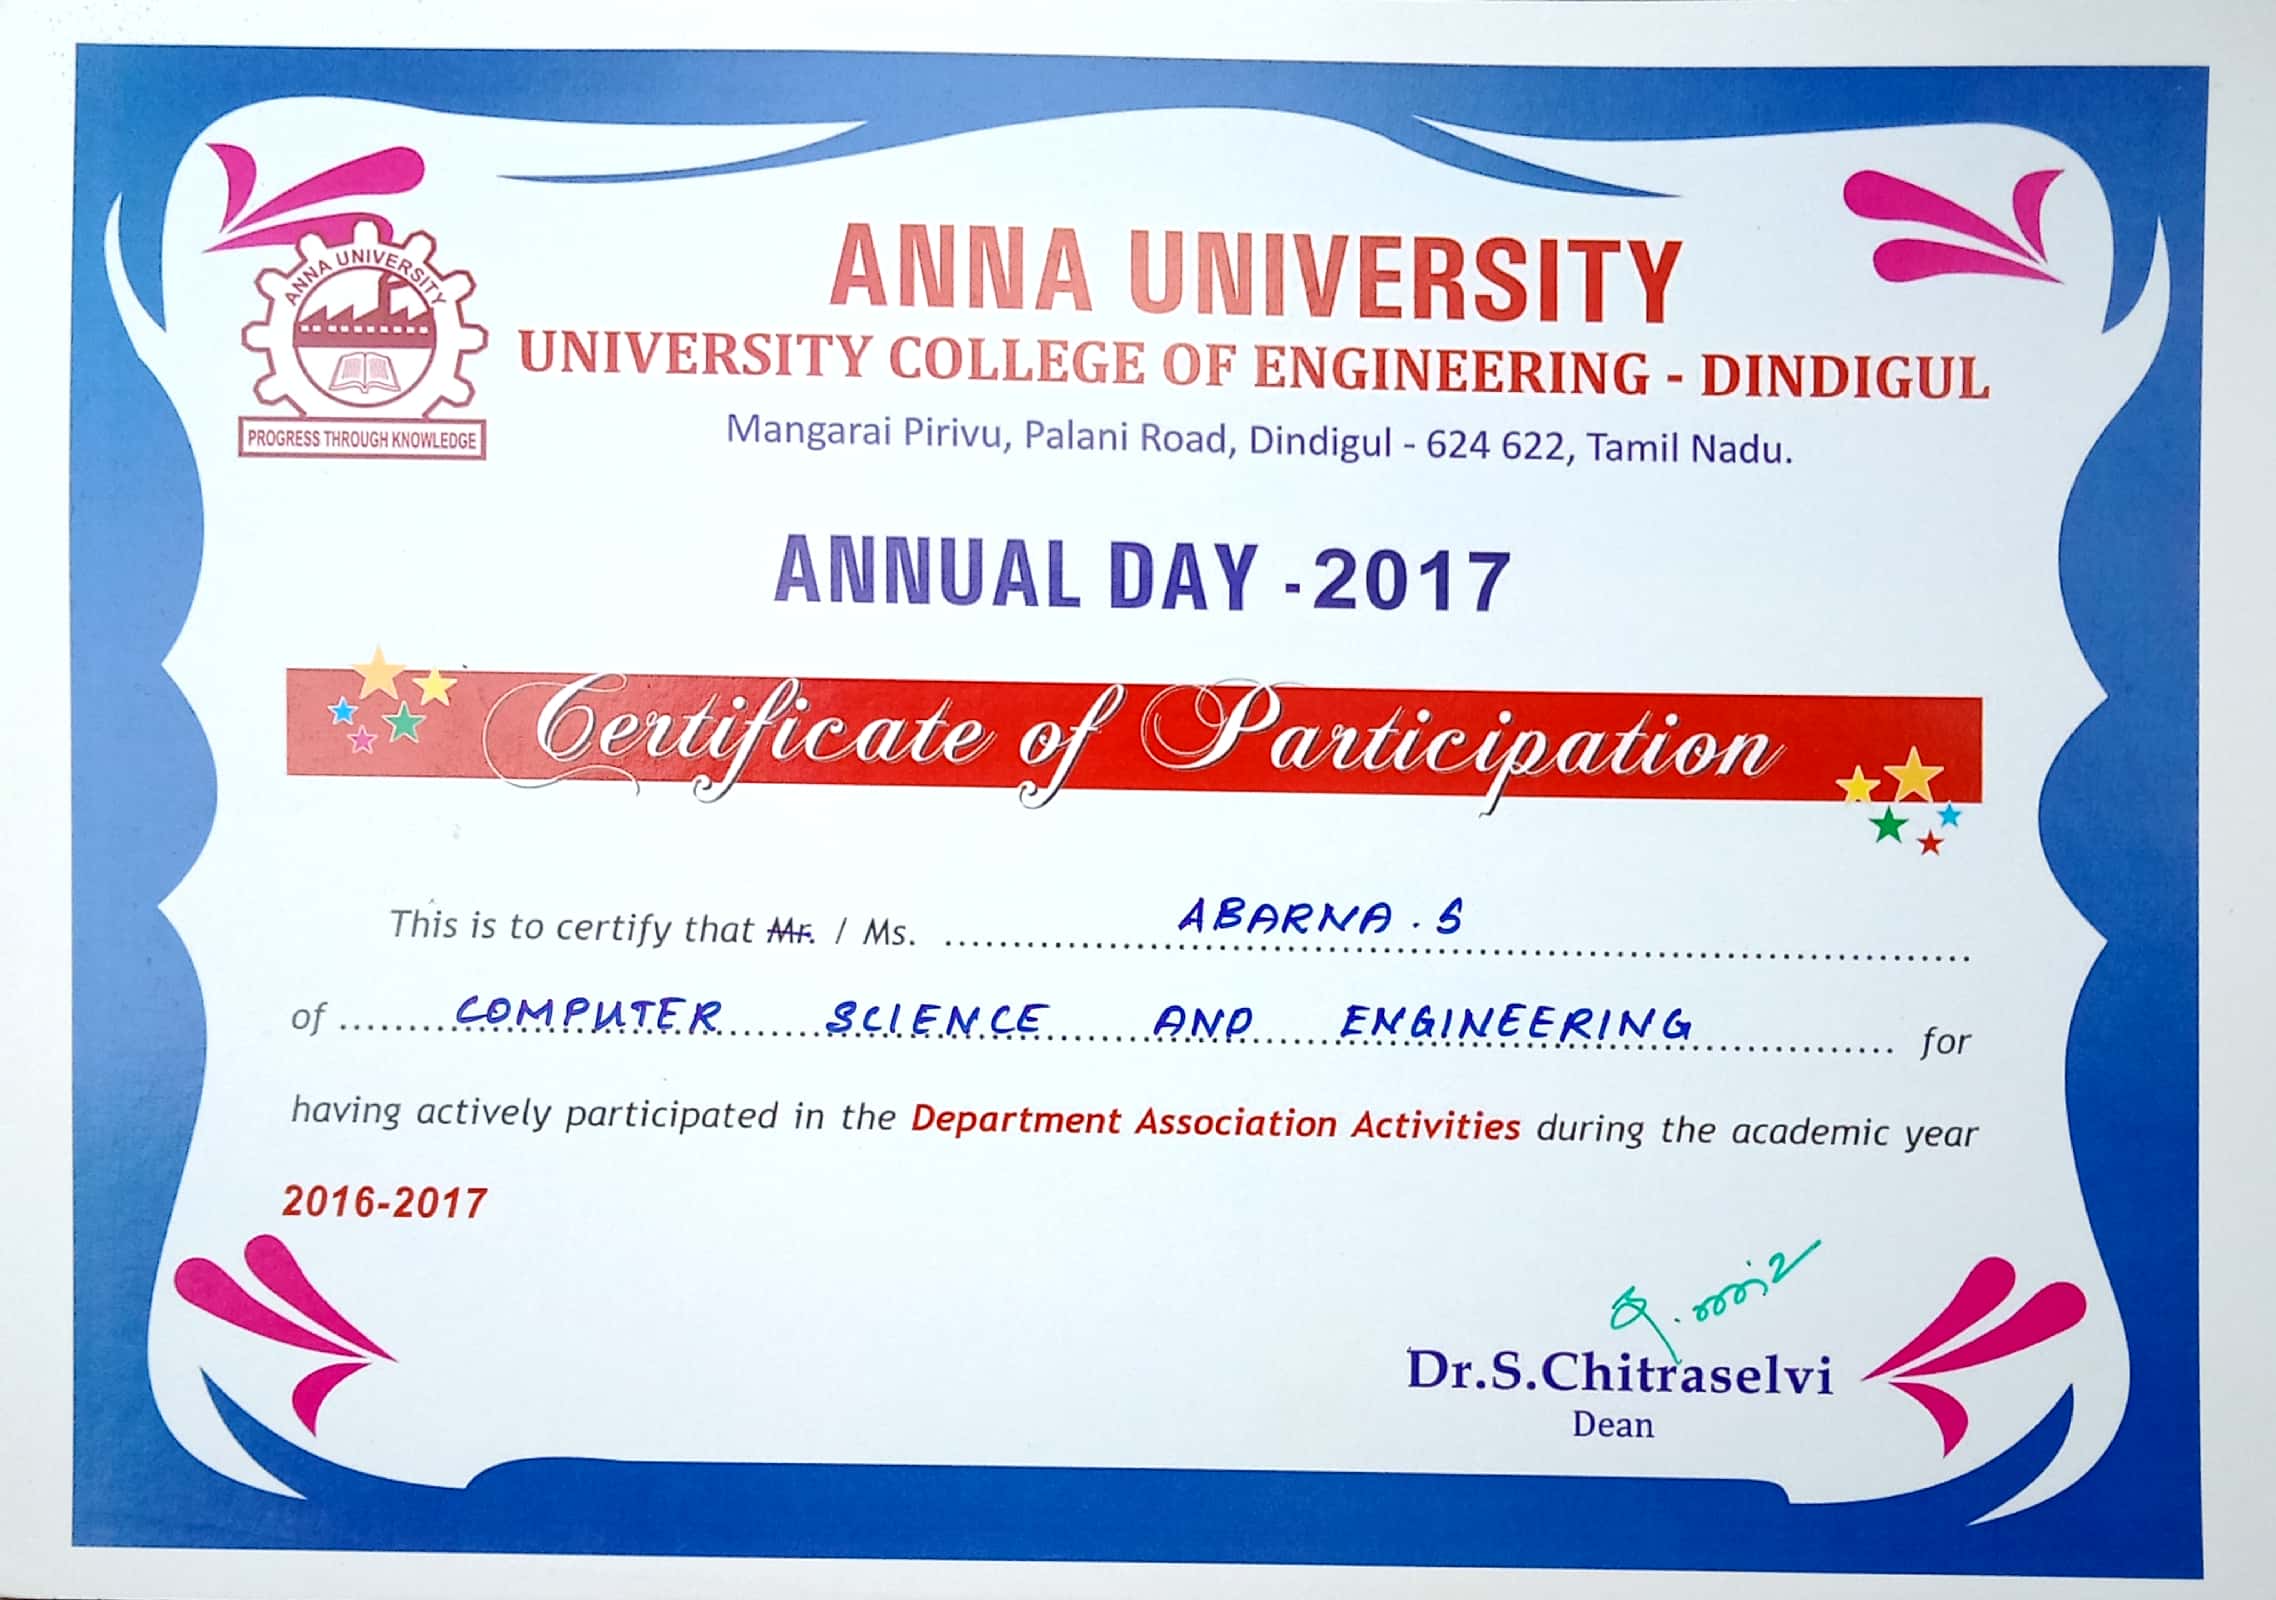 ANNA UNIVERSITY
PROGRESS THROUGH KNOWLEDGE
ANNA UNIVERSITY
UNIVERSITY COLLEGE OF ENGINEERING - DINDIGUL
Mangarai Pirivu, Palani Road, Dindigul - 624 622, Tamil Nadu.
ANNUAL DAY - 2017
Certificate of Participation
This is to certify that Mr. / Ms. ABARNA . S
of COMPUTER SCIENCE AND ENGINEERING for
having actively participated in the Department Association Activities during the academic year
2016-2017
Dr.S.Chitraselvi
Dean